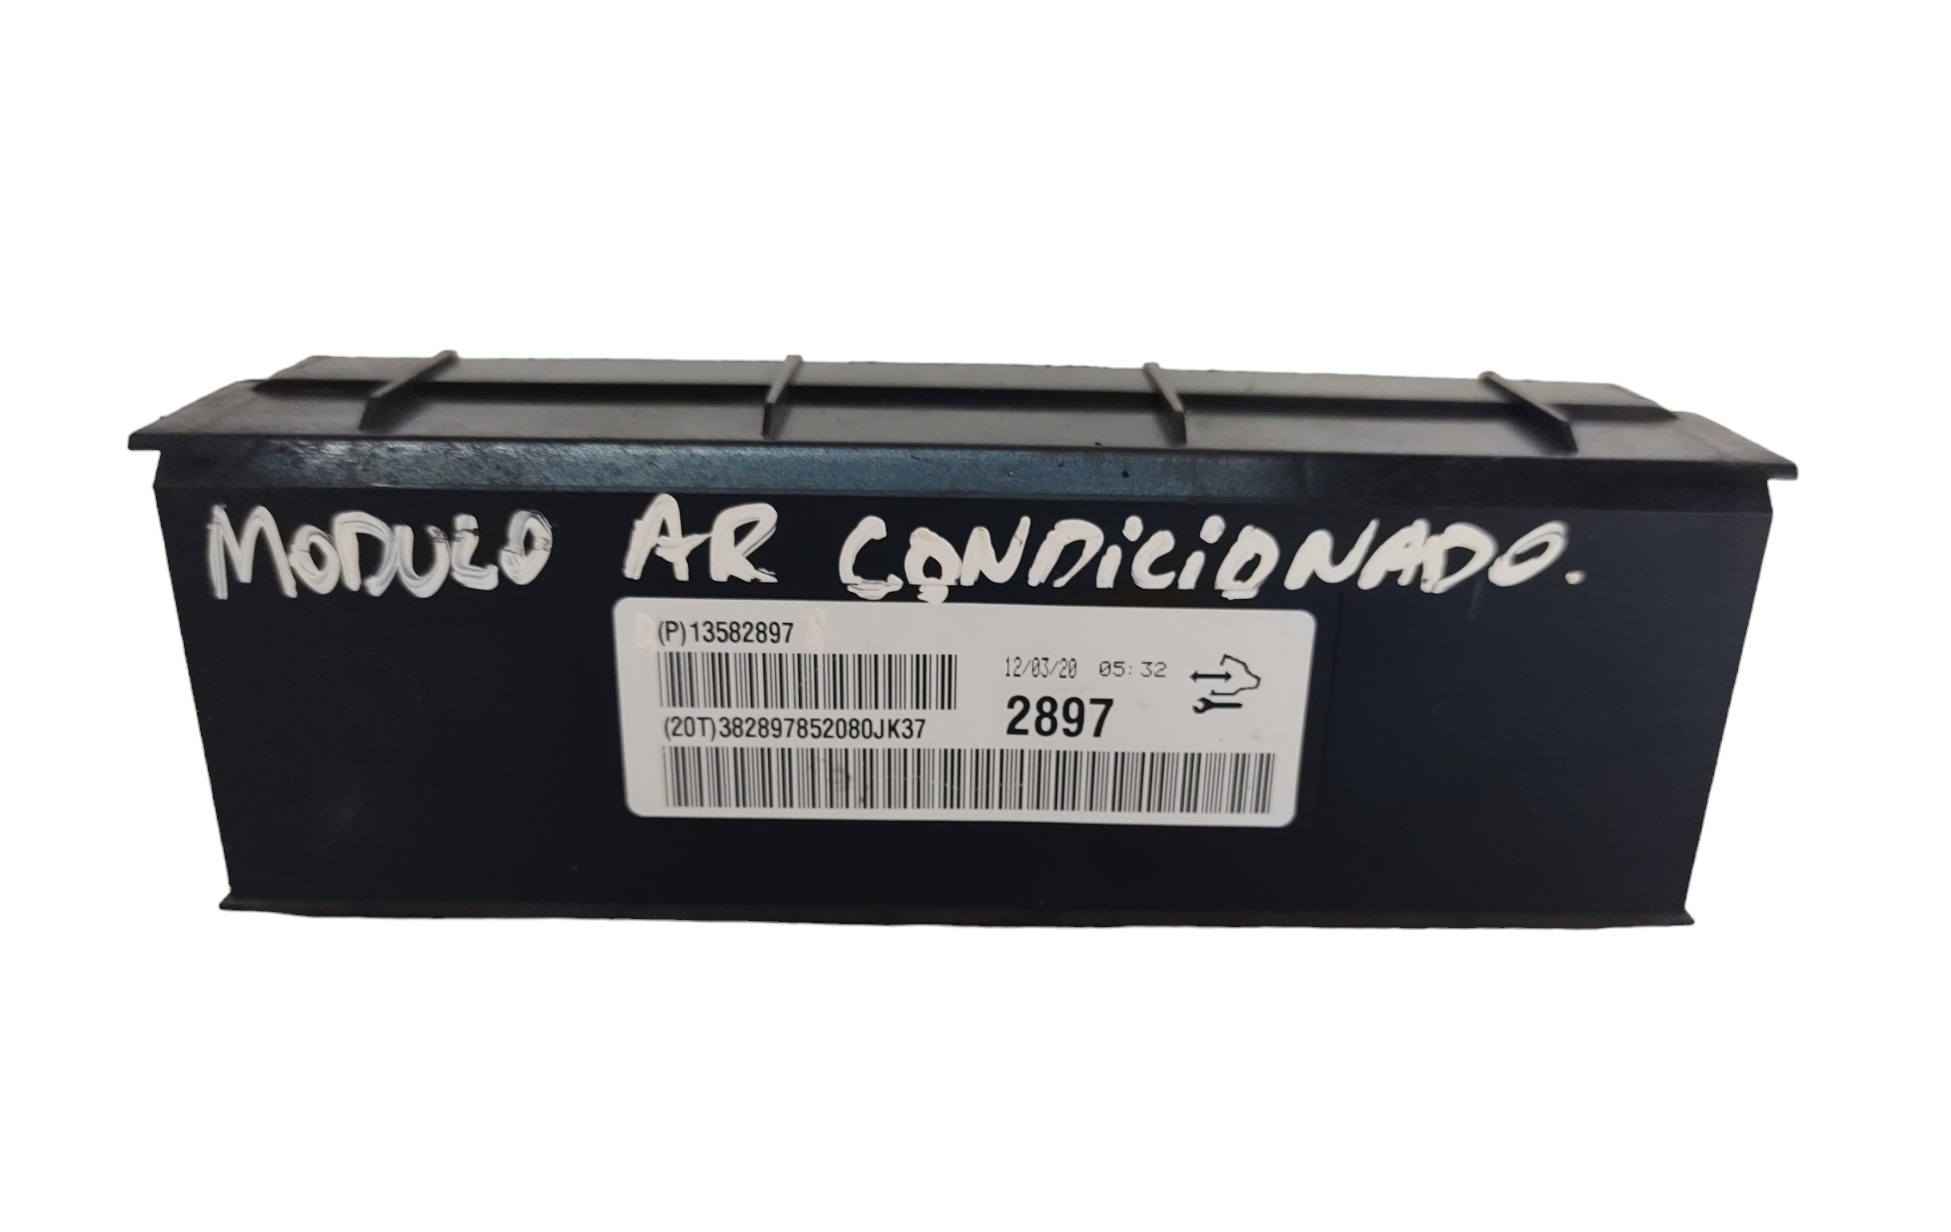 MODULO AR CONDICIONADO.
(P)13582897
12/03/20 05:32
2897
(20T)382897852080JK37